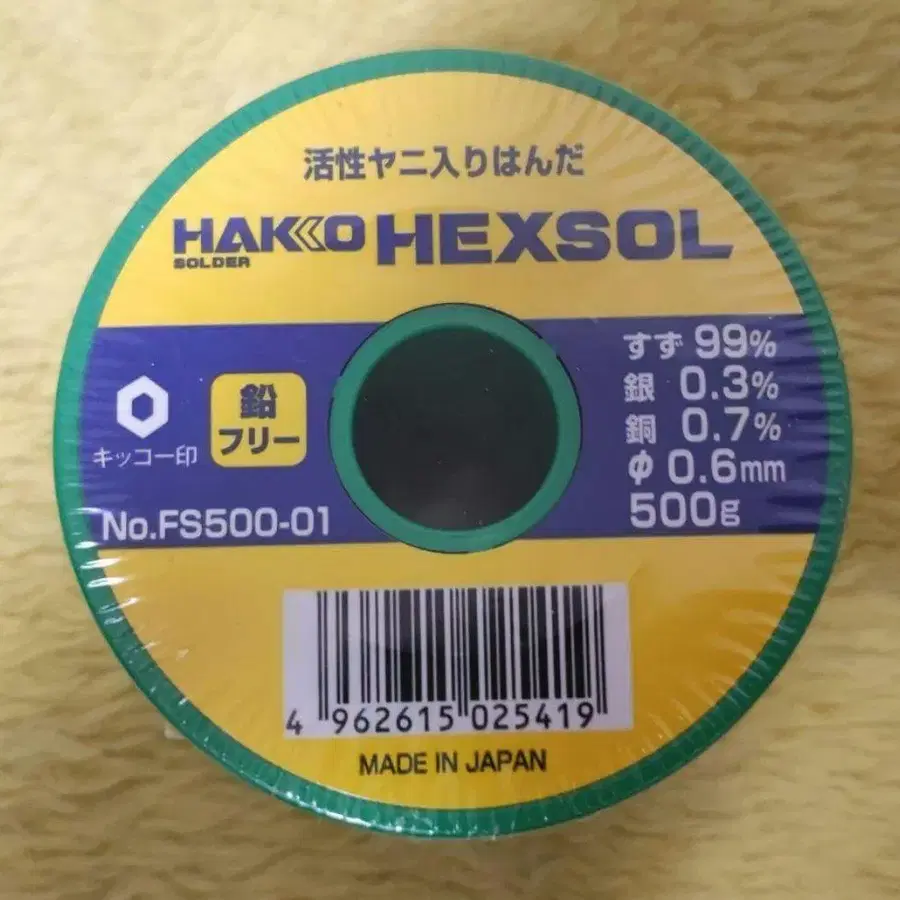 活性ヤニ入りはんだ
HAKKO HEXSOL
SOLDER
鉛
フリー
キッコー印
No.FS500-01
すず 99%
銀 0.3%
銅 0.7%
Φ 0.6mm
500g
4 962615 025419
MADE IN JAPAN